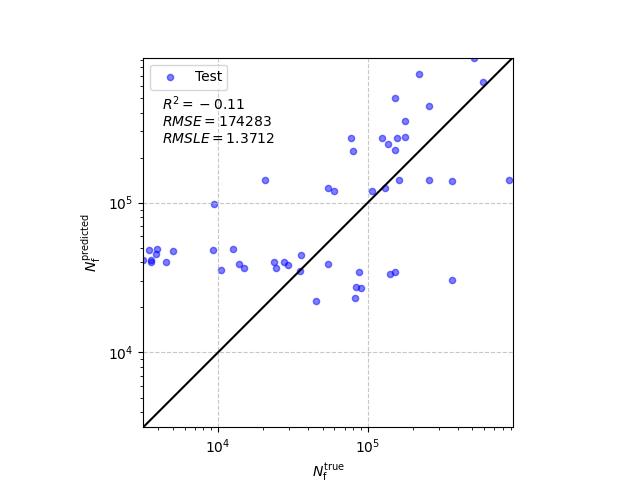 Test
R² = −0.11
RMSE = 174283
RMSLE = 1.3712
10⁵
10⁴
N_f^predicted
10⁴ 10⁵
N_f^true